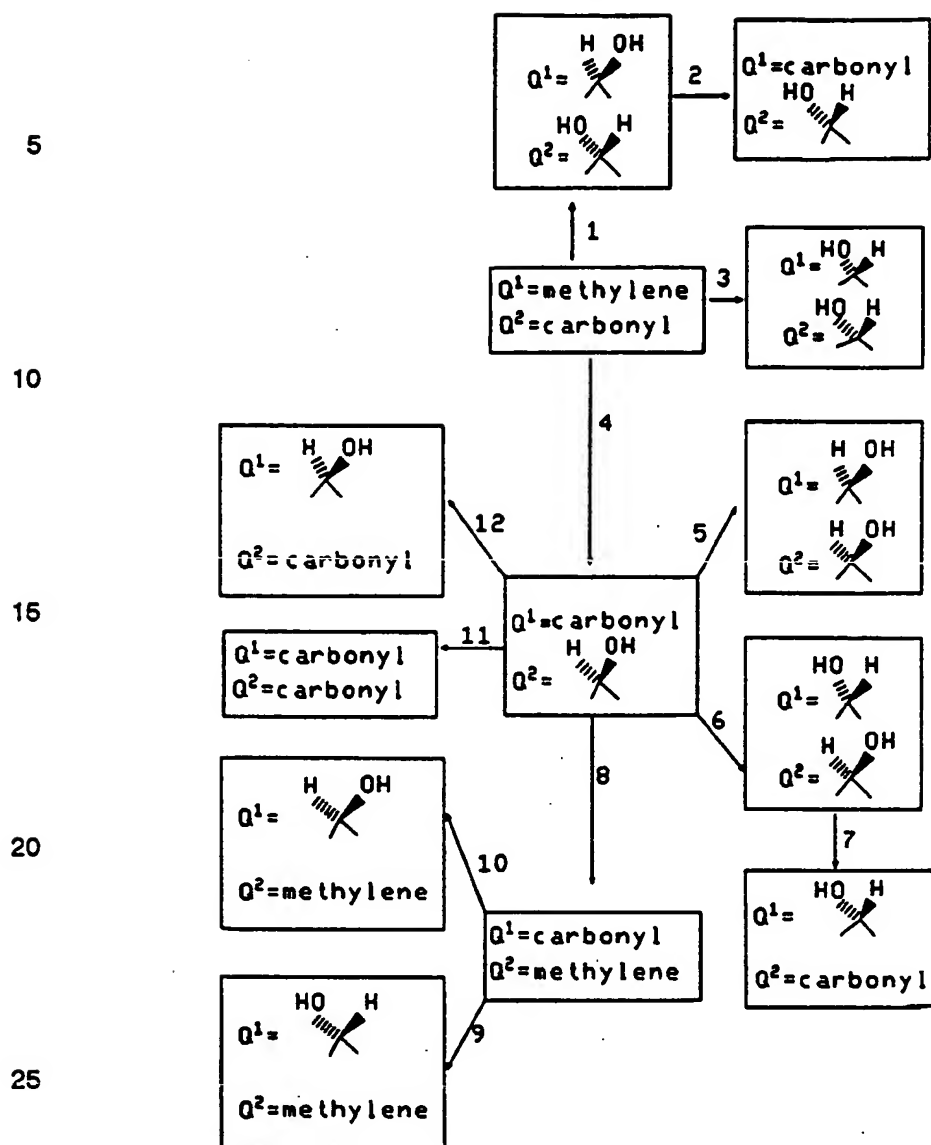 H OH
Q¹=
HO H
Q²=
2
Q¹=carbonyl
HO H
Q²=
5
1
Q¹=methylene
Q²=carbonyl
3
HO H
Q¹=
HO H
Q²=
10
4
H OH
Q¹=
Q²=carbonyl
12
5
H OH
Q¹=
H OH
Q²=
15
Q¹=carbonyl
Q²=carbonyl
11
Q¹=carbonyl
H OH
Q²=
6
HO H
Q¹=
H OH
Q²=
8
H OH
Q¹=
Q²=methylene
20
10
7
HO H
Q¹=
Q²=carbonyl
Q¹=carbonyl
Q²=methylene
9
HO H
Q¹=
Q²=methylene
25